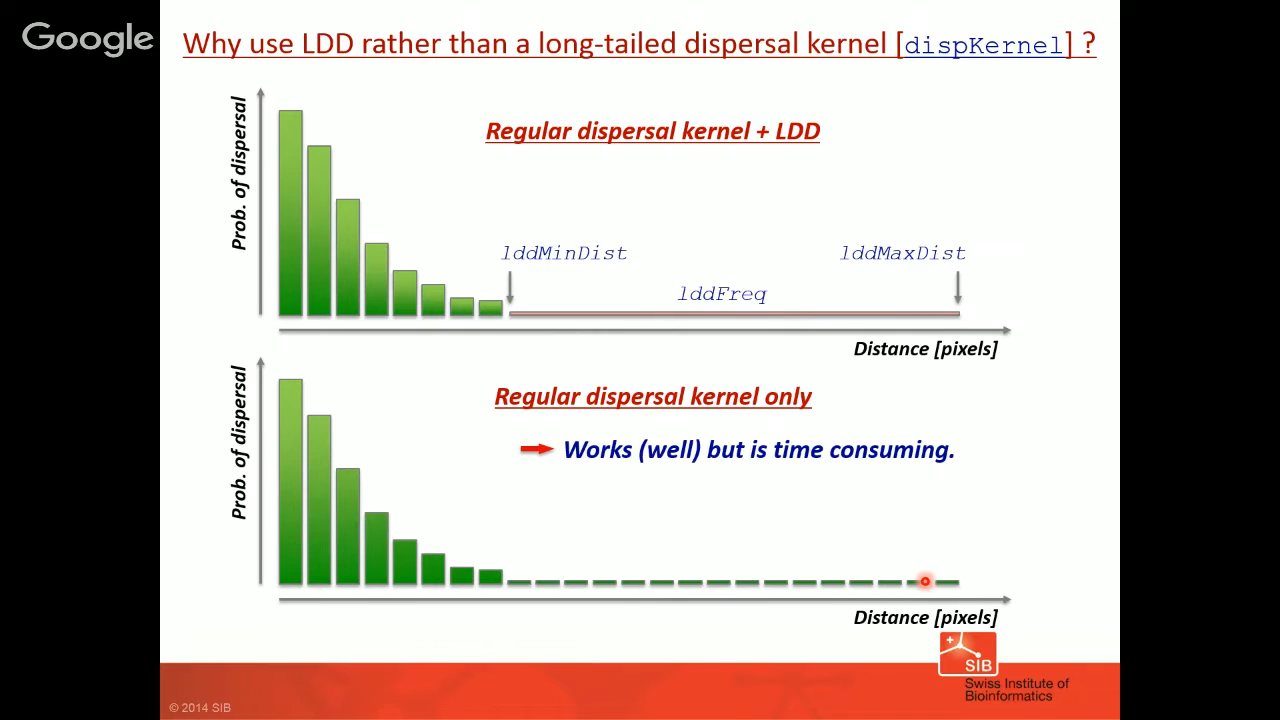 Google
Why use LDD rather than a long-tailed dispersal kernel [dispKernel] ?
Prob. of dispersal
Regular dispersal kernel + LDD
lddMinDist
lddMaxDist
lddFreq
Distance [pixels]
Prob. of dispersal
Regular dispersal kernel only
Works (well) but is time consuming.
Distance [pixels]
SIB
Swiss Institute of
Bioinformatics
© 2014 SIB